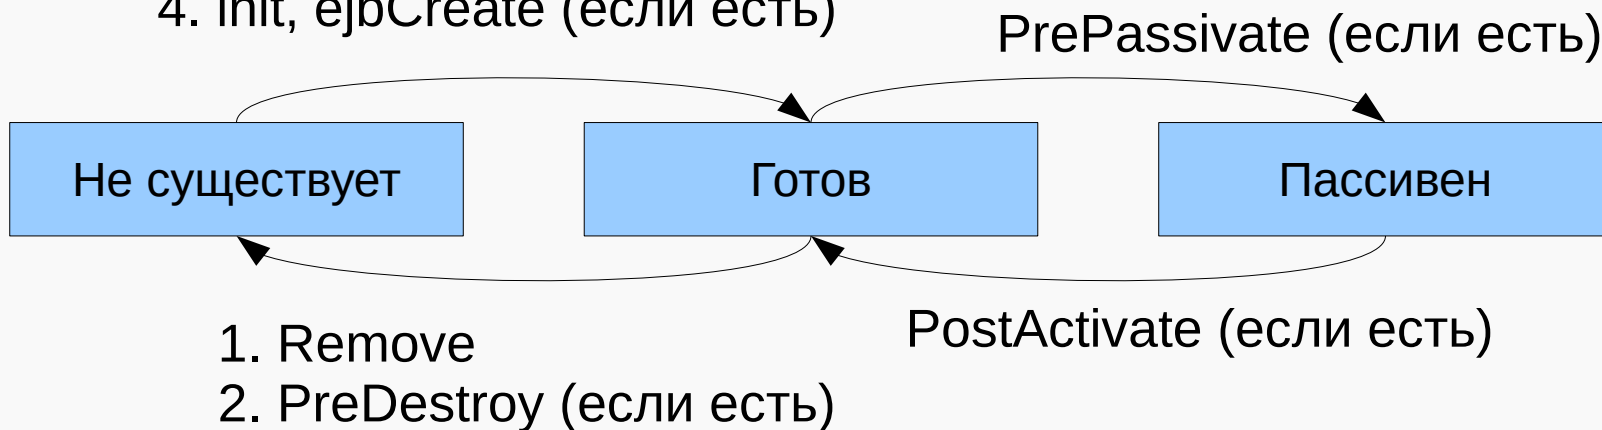 4. Init, ejbCreate (если есть)
PrePassivate (если есть)
Не существует
Готов
Пассивен
PostActivate (если есть)
1. Remove
2. PreDestroy (если есть)